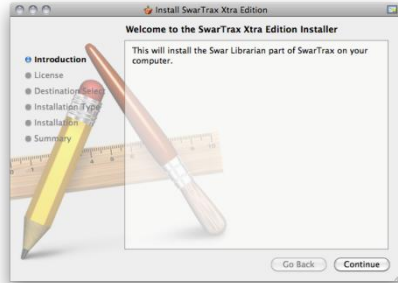 Install SwarTrax Xtra Edition
Welcome to the SwarTrax Xtra Edition Installer
Introduction
License
Destination Select
Installation Type
Installation
Summary
This will install the Swar Librarian part of SwarTrax on your
computer.
Go Back
Continue